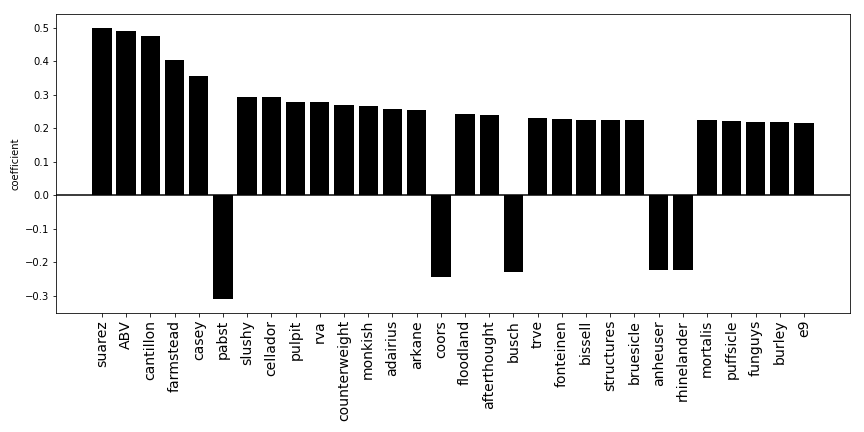 0.5
0.4
0.3
0.2
0.1
0.0
−0.1
−0.2
−0.3
coefficient
suarez
ABV
cantillon
farmstead
casey
pabst
slushy
cellador
pulpit
rva
counterweight
monkish
adairius
arkane
coors
floodland
afterthought
busch
trve
fonteinen
bissell
structures
bruesicle
anheuser
rhinelander
mortalis
puffsicle
funguys
burley
e9